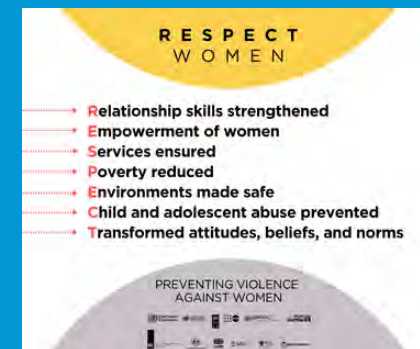 RESPECT
WOMEN
Relationship skills strengthened
Empowerment of women
Services ensured
Poverty reduced
Environments made safe
Child and adolescent abuse prevented
Transformed attitudes, beliefs, and norms
PREVENTING VIOLENCE
AGAINST WOMEN